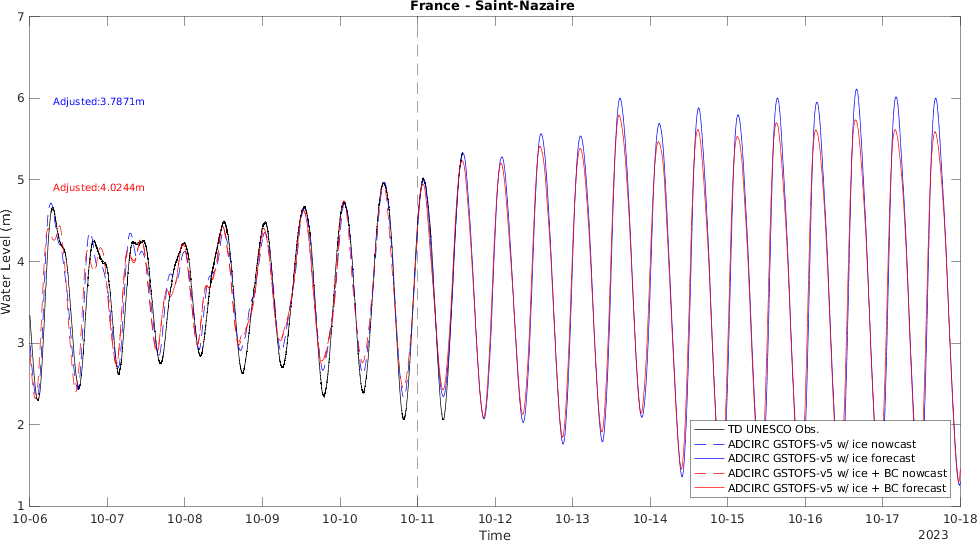 France - Saint-Nazaire
7
6
5
4
3
2
1
Water Level (m)
Adjusted:3.7871m
Adjusted:4.0244m
TD UNESCO Obs.
ADCIRC GSTOFS-v5 w/ ice nowcast
ADCIRC GSTOFS-v5 w/ ice forecast
ADCIRC GSTOFS-v5 w/ ice + BC nowcast
ADCIRC GSTOFS-v5 w/ ice + BC forecast
10-06 10-07 10-08 10-09 10-10 10-11 10-12 10-13 10-14 10-15 10-16 10-17 10-18
Time
2023